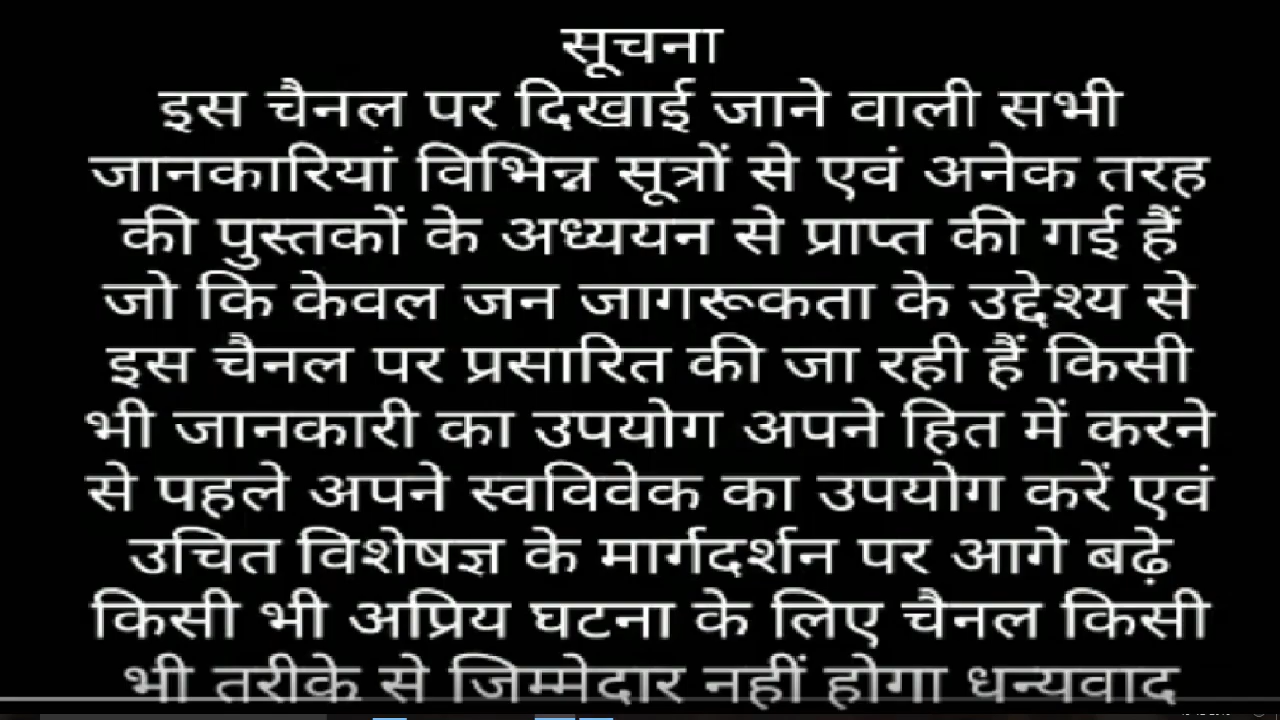 सूचना
इस चैनल पर दिखाई जाने वाली सभी
जानकारियां विभिन्न सूत्रों से एवं अनेक तरह
की पुस्तकों के अध्ययन से प्राप्त की गई हैं
जो कि केवल जन जागरूकता के उद्देश्य से
इस चैनल पर प्रसारित की जा रही हैं किसी
भी जानकारी का उपयोग अपने हित में करने
से पहले अपने स्वविवेक का उपयोग करें एवं
उचित विशेषज्ञ के मार्गदर्शन पर आगे बढ़े
किसी भी अप्रिय घटना के लिए चैनल किसी
भी तरीके से जिम्मेदार नहीं होगा धन्यवाद